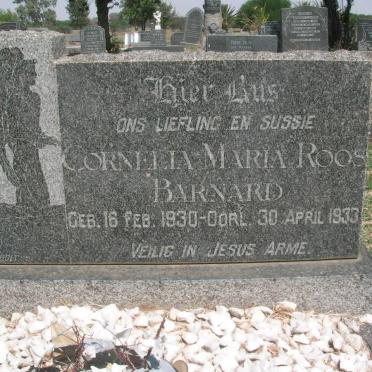 Hier Rus
ONS LIEFLING EN SUSSIE
CORNELIA MARIA ROOS
BARNARD
GEB. 16 FEB. 1930-OORL. 30 APRIL 1933
VEILIG IN JESUS ARME